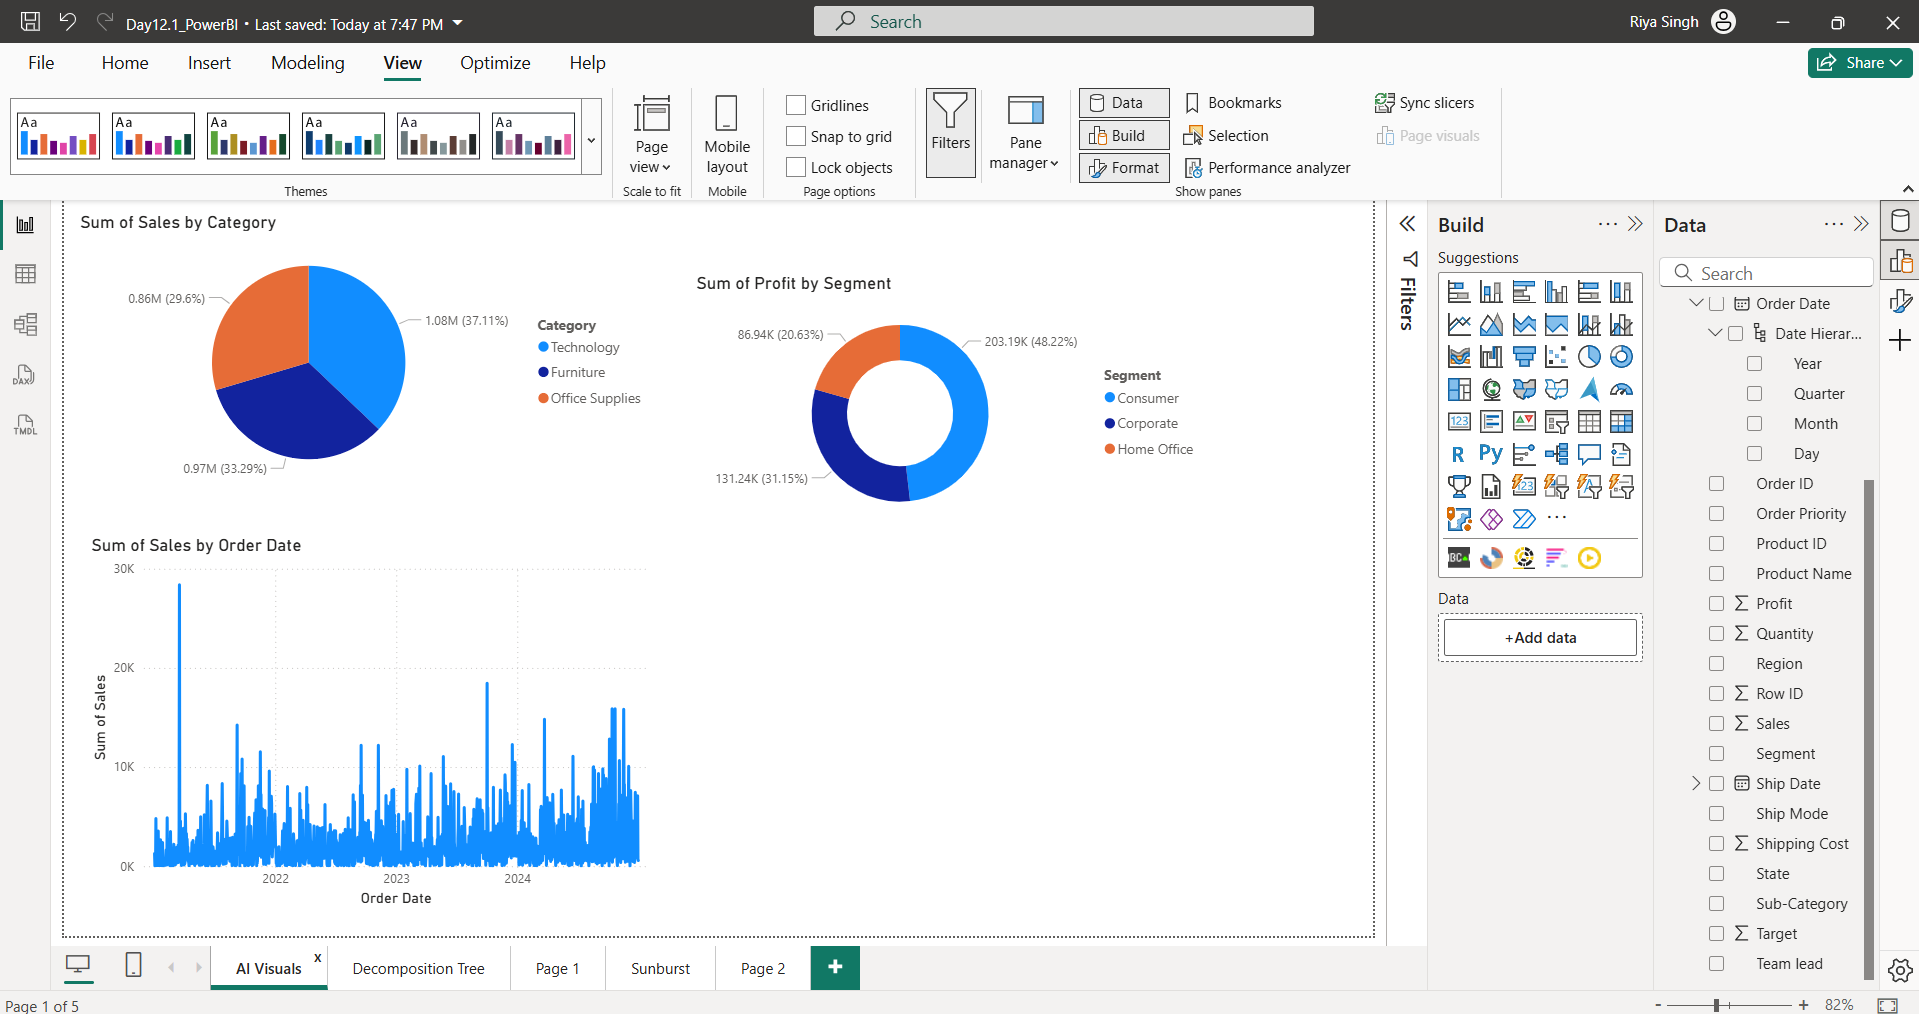 Day12.1_PowerBI • Last saved: Today at 7:47 PM
Search
Riya Singh
File
Home
Insert
Modeling
View
Optimize
Help
Share
Aa
Aa
Aa
Aa
Aa
Aa
Themes
Page view
Scale to fit
Mobile layout
Mobile
Gridlines
Snap to grid
Lock objects
Page options
Filters
Pane manager
Data
Build
Format
Bookmarks
Selection
Performance analyzer
Sync slicers
Page visuals
Show panes
DAX
TMDL
Sum of Sales by Category
0.86M (29.6%)
1.08M (37.11%)
0.97M (33.29%)
Category
Technology
Furniture
Office Supplies
Sum of Profit by Segment
86.94K (20.63%)
203.19K (48.22%)
131.24K (31.15%)
Segment
Consumer
Corporate
Home Office
Sum of Sales by Order Date
30K
20K
10K
0K
Sum of Sales
2022
2023
2024
Order Date
Filters
Build
Suggestions
123
R
Py
123
Data
+Add data
Data
Search
Order Date
Date Hierar...
Year
Quarter
Month
Day
Order ID
Order Priority
Product ID
Product Name
Profit
Quantity
Region
Row ID
Sales
Segment
Ship Date
Ship Mode
Shipping Cost
State
Sub-Category
Target
Team lead
AI Visuals
x
Decomposition Tree
Page 1
Sunburst
Page 2
+
Page 1 of 5
- + 82%